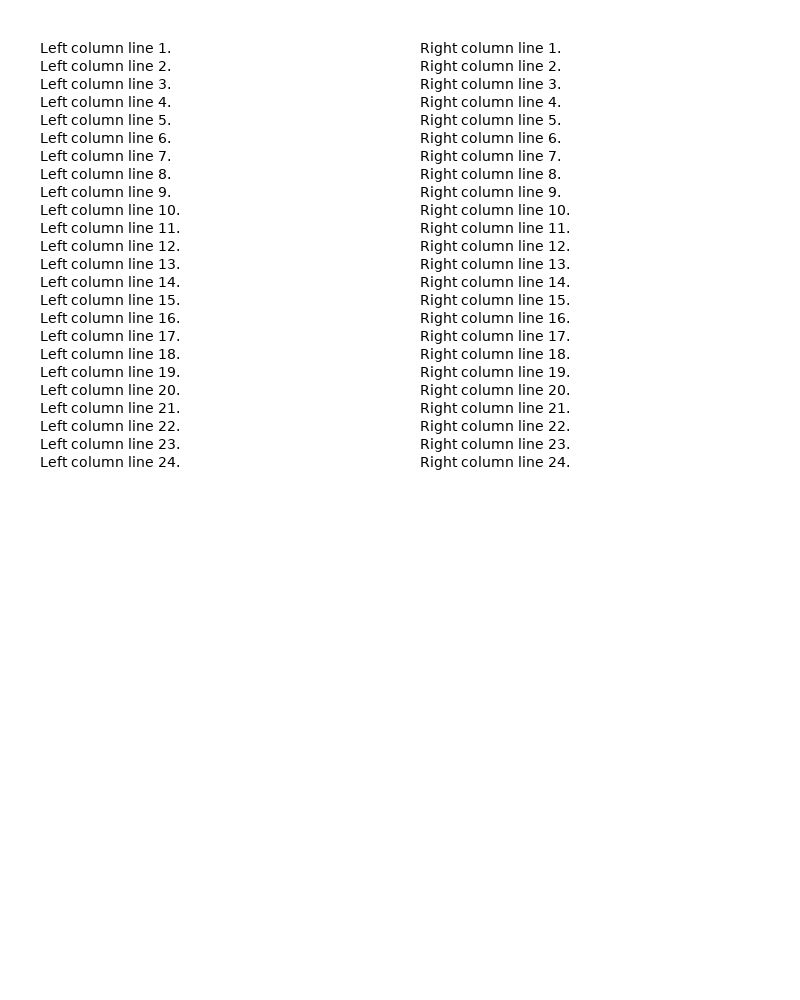 Left column line 1.
Left column line 2.
Left column line 3.
Left column line 4.
Left column line 5.
Left column line 6.
Left column line 7.
Left column line 8.
Left column line 9.
Left column line 10.
Left column line 11.
Left column line 12.
Left column line 13.
Left column line 14.
Left column line 15.
Left column line 16.
Left column line 17.
Left column line 18.
Left column line 19.
Left column line 20.
Left column line 21.
Left column line 22.
Left column line 23.
Left column line 24.
Right column line 1.
Right column line 2.
Right column line 3.
Right column line 4.
Right column line 5.
Right column line 6.
Right column line 7.
Right column line 8.
Right column line 9.
Right column line 10.
Right column line 11.
Right column line 12.
Right column line 13.
Right column line 14.
Right column line 15.
Right column line 16.
Right column line 17.
Right column line 18.
Right column line 19.
Right column line 20.
Right column line 21.
Right column line 22.
Right column line 23.
Right column line 24.